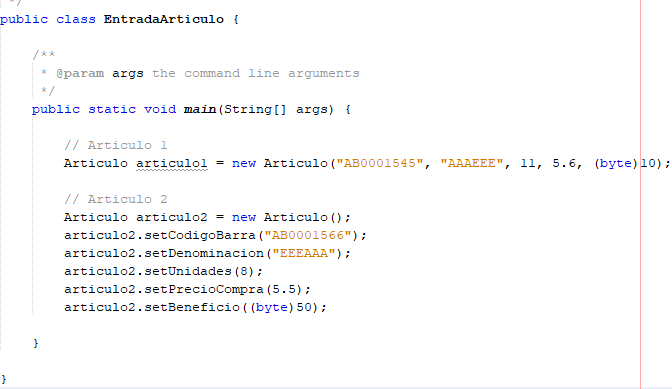 */
public class EntradaArticulo {
/**
* @param args the command line arguments
*/
public static void main(String[] args) {
// Articulo 1
Articulo articulo1 = new Articulo("AB0001545", "AAAEEE", 11, 5.6, (byte)10);
// Articulo 2
Articulo articulo2 = new Articulo();
articulo2.setCodigoBarra("AB0001566");
articulo2.setDenominacion("EEEAAA");
articulo2.setUnidades(8);
articulo2.setPrecioCompra(5.5);
articulo2.setBeneficio((byte)50);
}
}